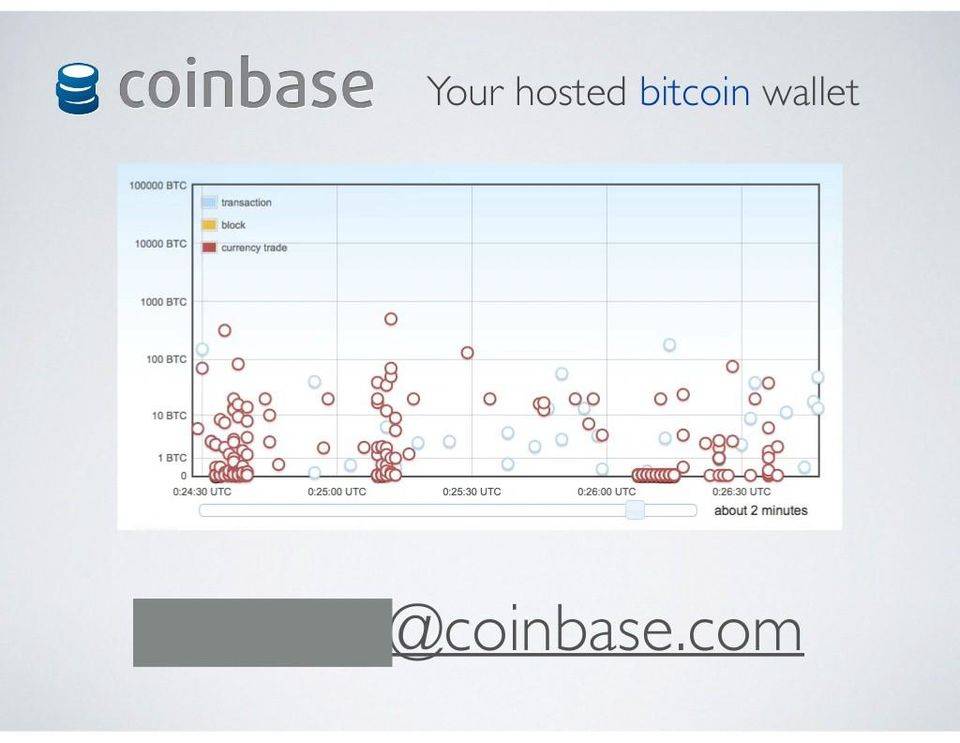 coinbase Your hosted bitcoin wallet
100000 BTC
transaction
block
10000 BTC
currency trade
1000 BTC
100 BTC
10 BTC
1 BTC
0
0:24:30 UTC 0:25:00 UTC 0:25:30 UTC 0:26:00 UTC 0:26:30 UTC
about 2 minutes
@coinbase.com